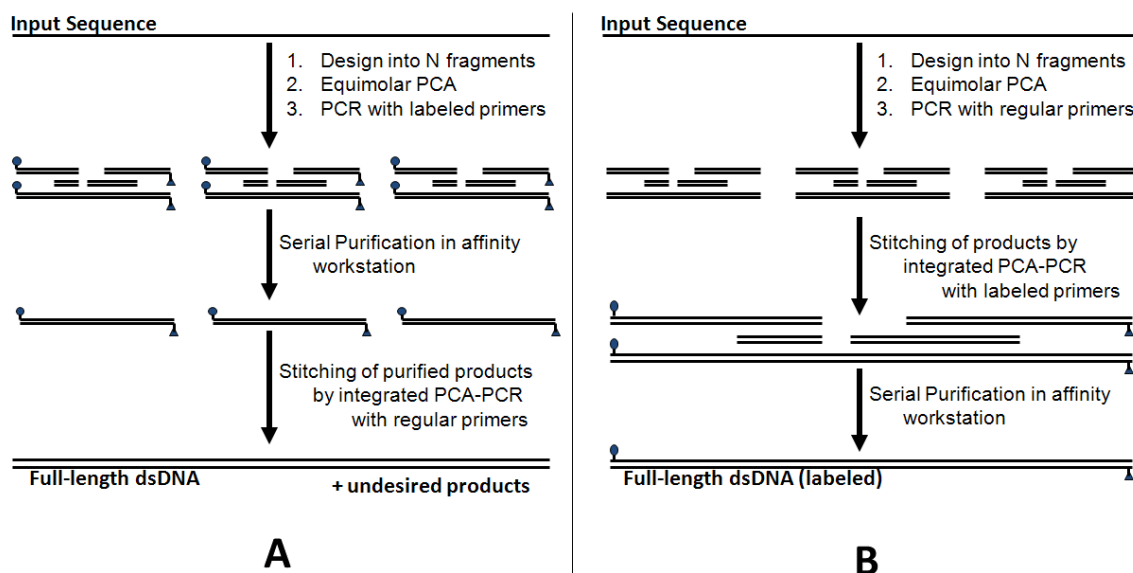 Input Sequence
1. Design into N fragments
2. Equimolar PCA
3. PCR with labeled primers
Serial Purification in affinity
workstation
Stitching of purified products
by integrated PCA-PCR
with regular primers
Full-length dsDNA
+ undesired products
A
Input Sequence
1. Design into N fragments
2. Equimolar PCA
3. PCR with regular primers
Stitching of products by
integrated PCA-PCR
with labeled primers
Serial Purification in affinity
workstation
Full-length dsDNA (labeled)
B